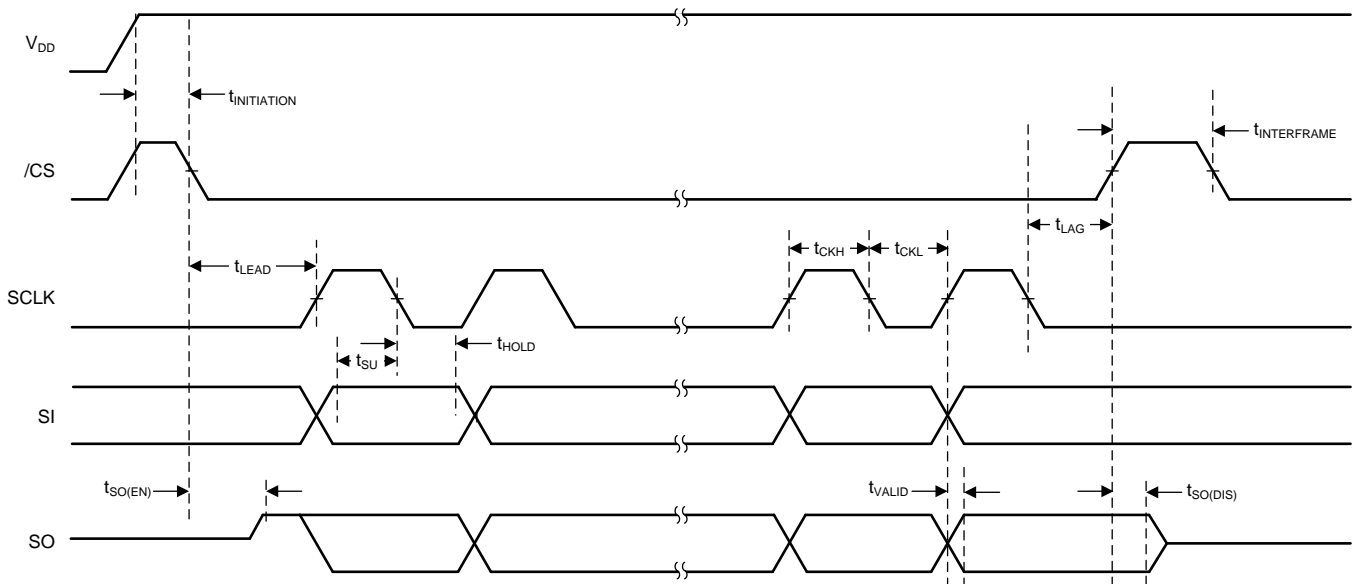 VDD
tINITIATION
tINTERFRAME
/CS
tLAG
tCKH
tCKL
tLEAD
SCLK
tHOLD
tSU
SI
tSO(EN)
tVALID
tSO(DIS)
SO